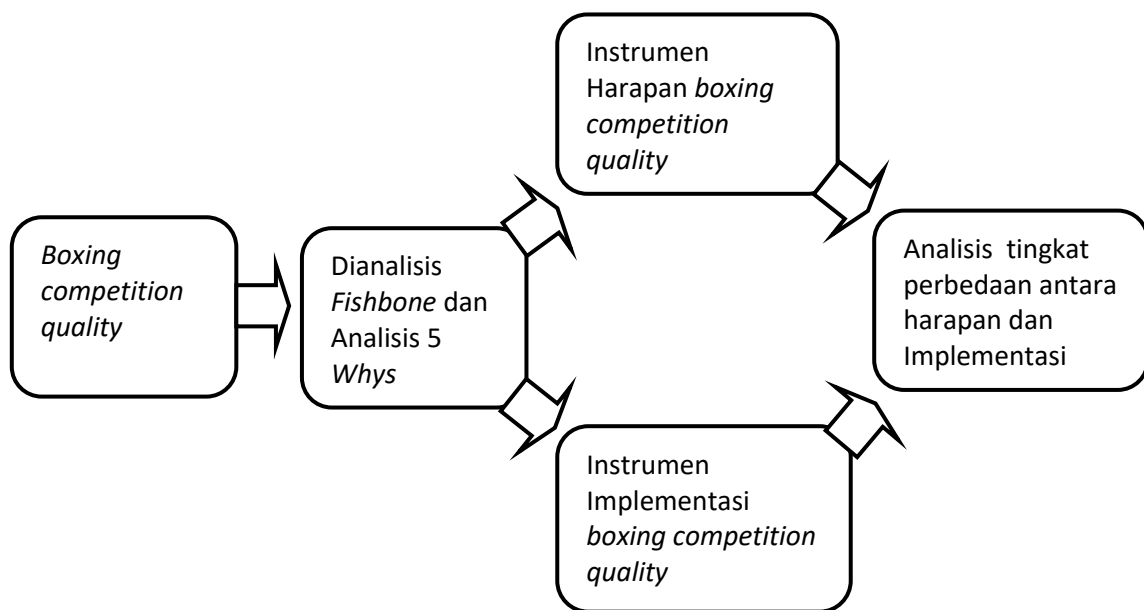 Boxing
competition
quality
Dianalisis
Fishbone dan
Analisis 5
Whys
Instrumen
Harapan boxing
competition
quality
Instrumen
Implementasi
boxing competition
quality
Analisis tingkat
perbedaan antara
harapan dan
Implementasi